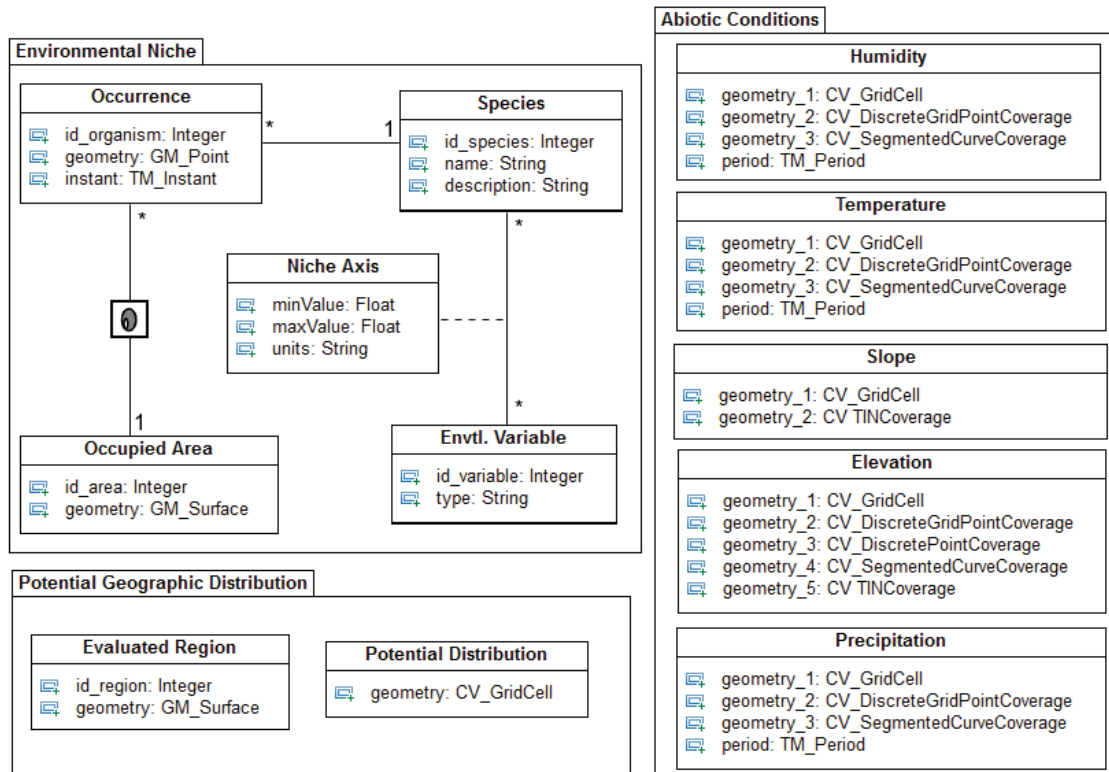 Environmental Niche
Occurrence
id_organism: Integer
geometry: GM_Point
instant: TM_Instant
*
1
Species
id_species: Integer
name: String
description: String
*
*
Niche Axis
minValue: Float
maxValue: Float
units: String
1
*
Occupied Area
id_area: Integer
geometry: GM_Surface
Envtl. Variable
id_variable: Integer
type: String
Potential Geographic Distribution
Evaluated Region
id_region: Integer
geometry: GM_Surface
Potential Distribution
geometry: CV_GridCell
Abiotic Conditions
Humidity
geometry_1: CV_GridCell
geometry_2: CV_DiscreteGridPointCoverage
geometry_3: CV_SegmentedCurveCoverage
period: TM_Period
Temperature
geometry_1: CV_GridCell
geometry_2: CV_DiscreteGridPointCoverage
geometry_3: CV_SegmentedCurveCoverage
period: TM_Period
Slope
geometry_1: CV_GridCell
geometry_2: CV TINCoverage
Elevation
geometry_1: CV_GridCell
geometry_2: CV_DiscreteGridPointCoverage
geometry_3: CV_DiscretePointCoverage
geometry_4: CV_SegmentedCurveCoverage
geometry_5: CV TINCoverage
Precipitation
geometry_1: CV_GridCell
geometry_2: CV_DiscreteGridPointCoverage
geometry_3: CV_SegmentedCurveCoverage
period: TM_Period